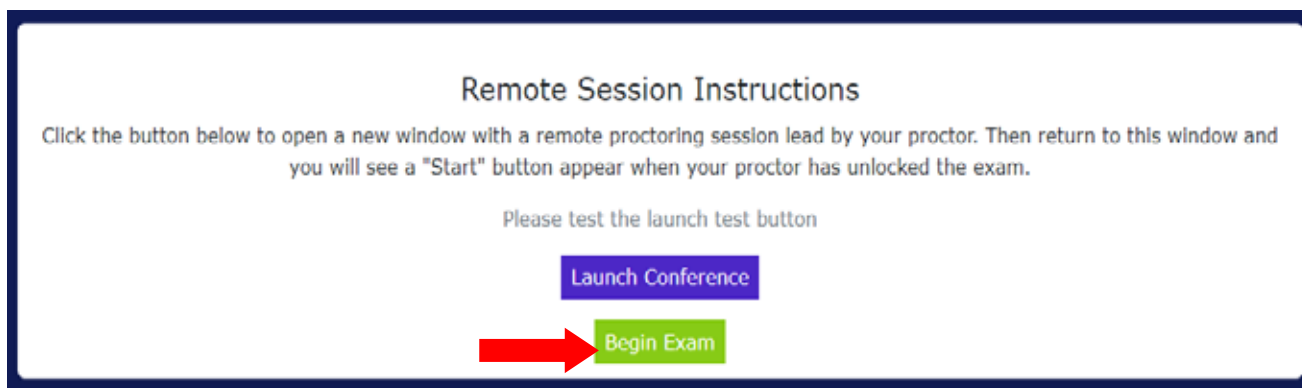 Remote Session Instructions
Click the button below to open a new window with a remote proctoring session lead by your proctor. Then return to this window and
you will see a "Start" button appear when your proctor has unlocked the exam.
Please test the launch test button
Launch Conference
Begin Exam